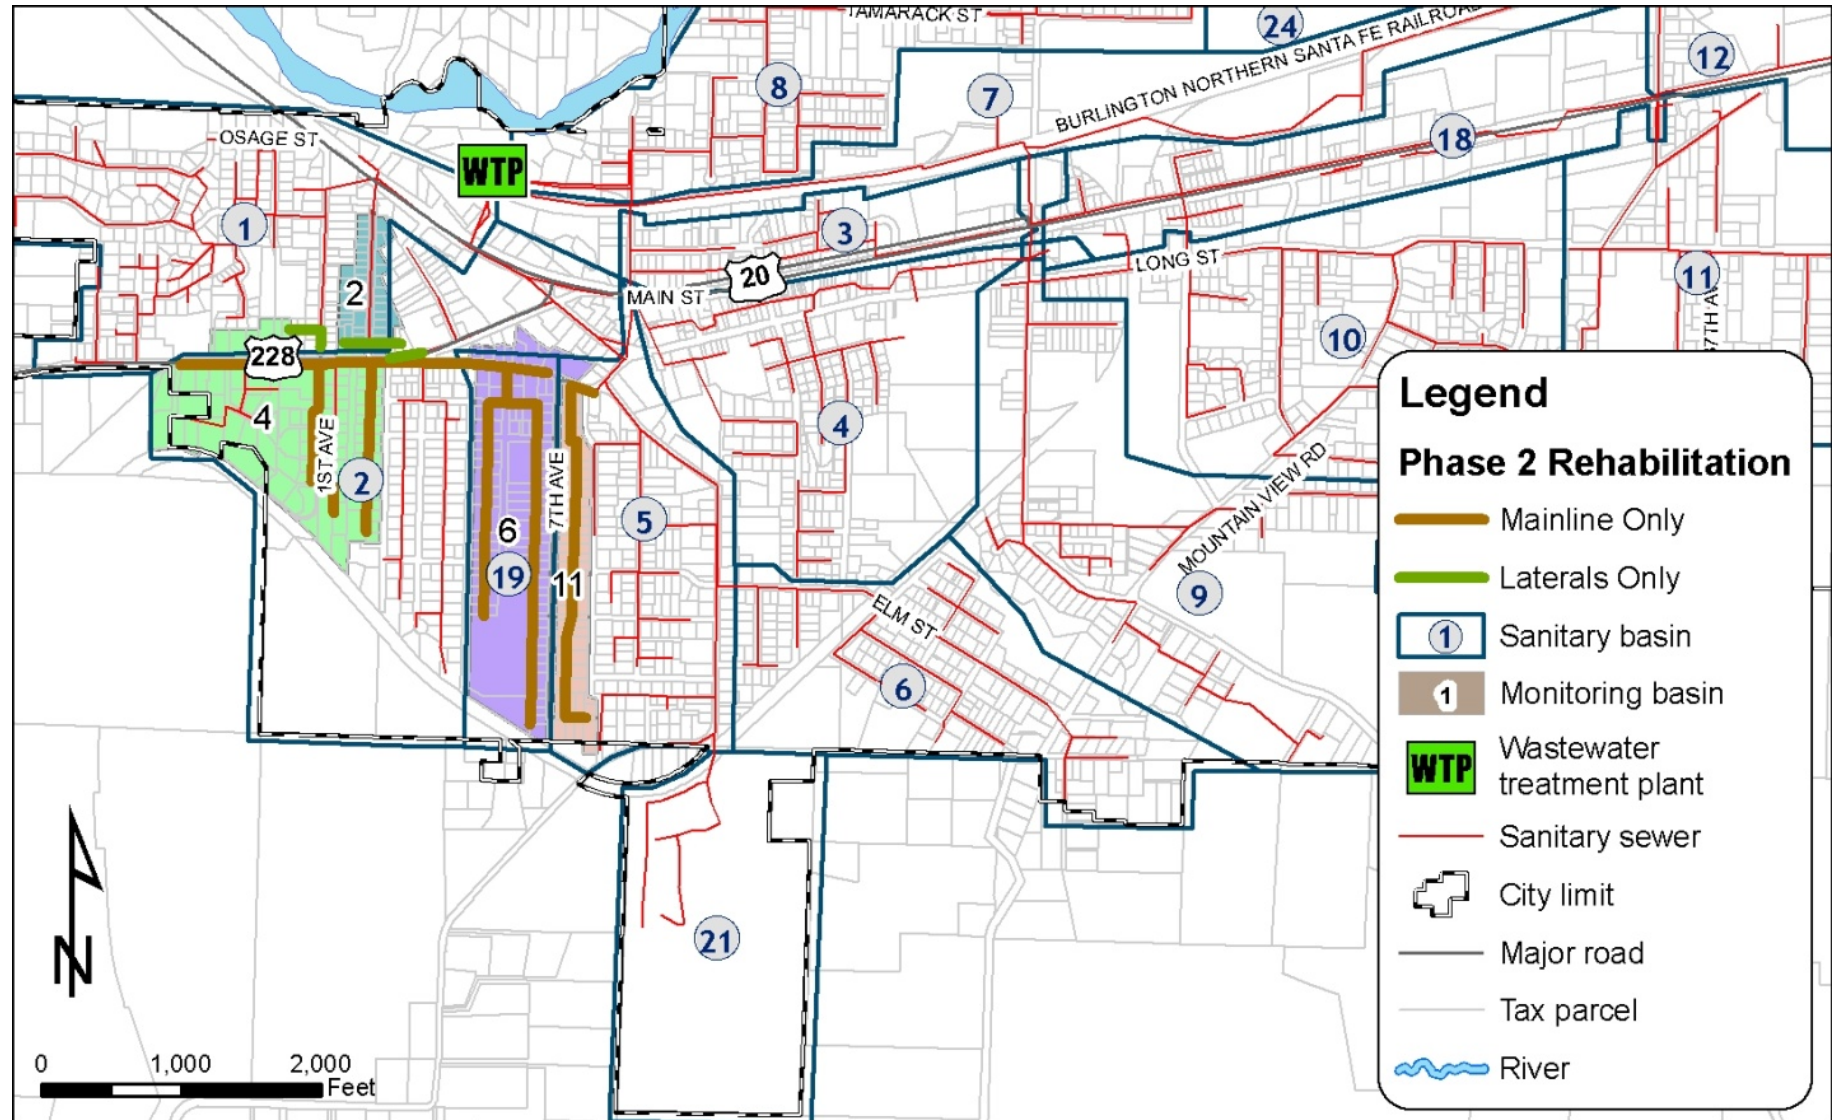 TAMARACK ST
24
BURLINGTON NORTHERN SANTA FE RAILROAD
12
8
7
OSAGE ST
18
WTP
1
3
20
LONG ST
11
2
MAIN ST
228
10
4
4
1ST AVE
2
7TH AVE
5
6
19
11
MOUNTAIN VIEW RD
9
ELM ST
6
21
N
0 1,000 2,000
Feet
Legend
Phase 2 Rehabilitation
Mainline Only
Laterals Only
1 Sanitary basin
1 Monitoring basin
WTP Wastewater
treatment plant
Sanitary sewer
City limit
Major road
Tax parcel
River